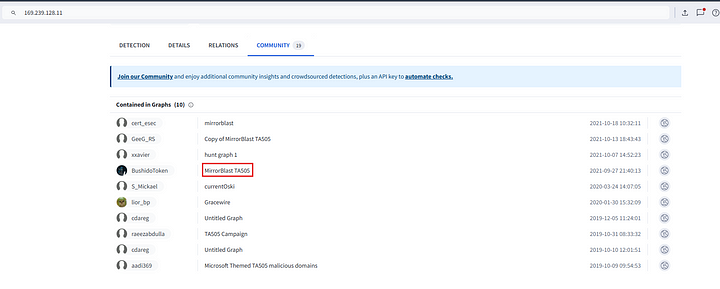 169.239.128.11
DETECTION DETAILS RELATIONS COMMUNITY 19
Join our Community and enjoy additional community insights and crowdsourced detections, plus an API key to automate checks.
Contained in Graphs (10)
cert_esec mirrorblast 2021-10-18 10:32:11
GeeG_RS Copy of MirrorBlast TA505 2021-10-13 18:43:43
xxavier hunt graph 1 2021-10-07 14:52:23
BushidoToken MirrorBlast TA505 2021-09-27 21:40:13
S_Mickael currentOski 2020-03-24 14:07:05
lior_bp Gracewire 2020-01-30 15:32:09
cdareg Untitled Graph 2019-12-05 11:24:01
raeezabdulla TA505 Campaign 2019-10-31 08:33:32
cdareg Untitled Graph 2019-10-10 12:01:51
aadi369 Microsoft Themed TA505 malicious domains 2019-10-09 09:54:53